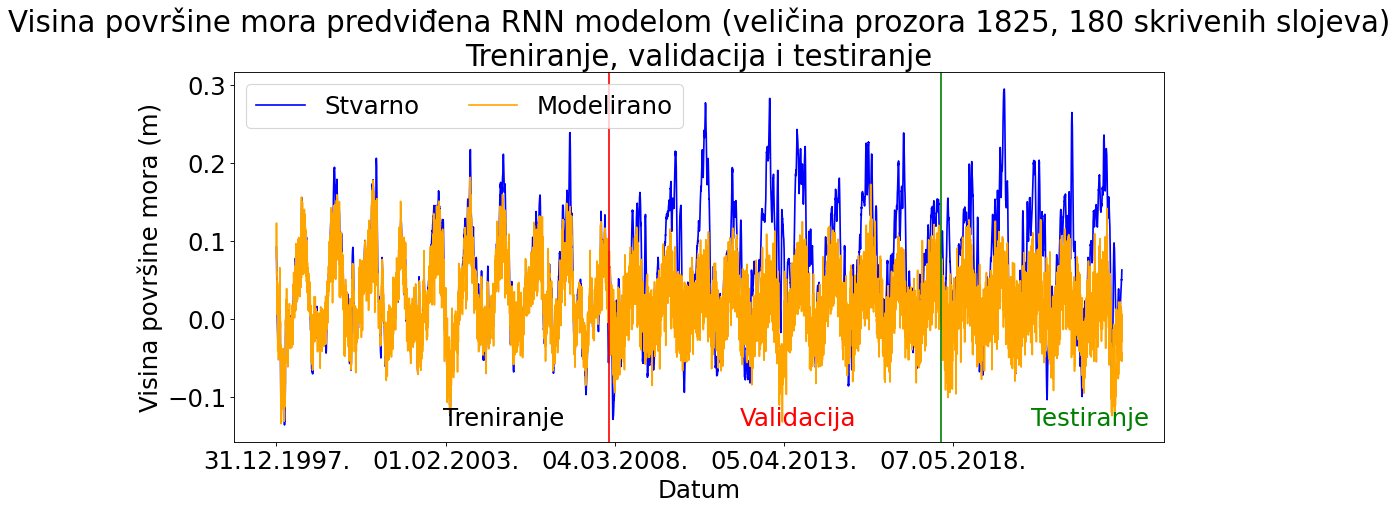 Visina površine mora predviđena RNN modelom (veličina prozora 1825, 180 skrivenih slojeva)
Treniranje, validacija i testiranje
Stvarno
Modelirano
Visina površine mora (m)
0.3
0.2
0.1
0.0
−0.1
Treniranje
Validacija
Testiranje
31.12.1997.
01.02.2003.
04.03.2008.
05.04.2013.
07.05.2018.
Datum